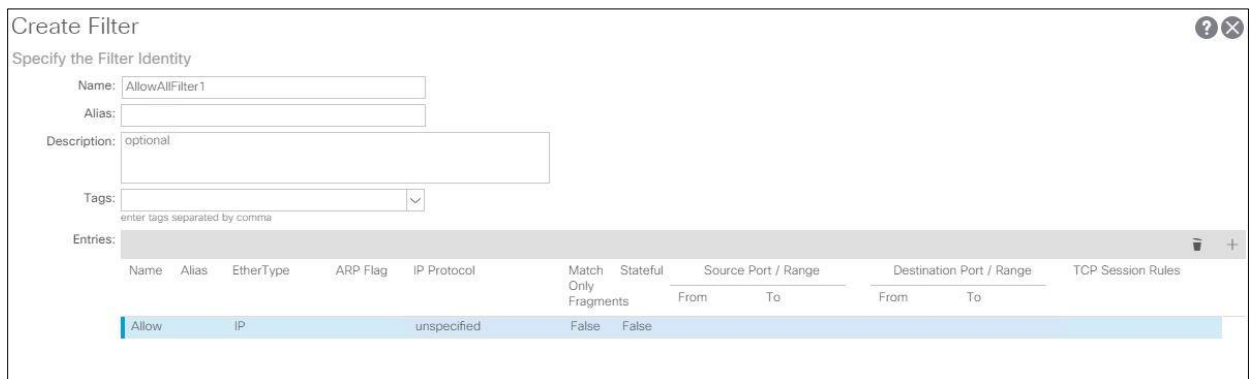 Create Filter
?
Specify the Filter Identity
Name: AllowAllFilter1
Alias:
Description: optional
Tags:
enter tags separated by comma
Entries:
Name Alias EtherType ARP Flag IP Protocol Match Only Fragments Stateful Source Port / Range Destination Port / Range TCP Session Rules
From To From To
Allow IP unspecified False False